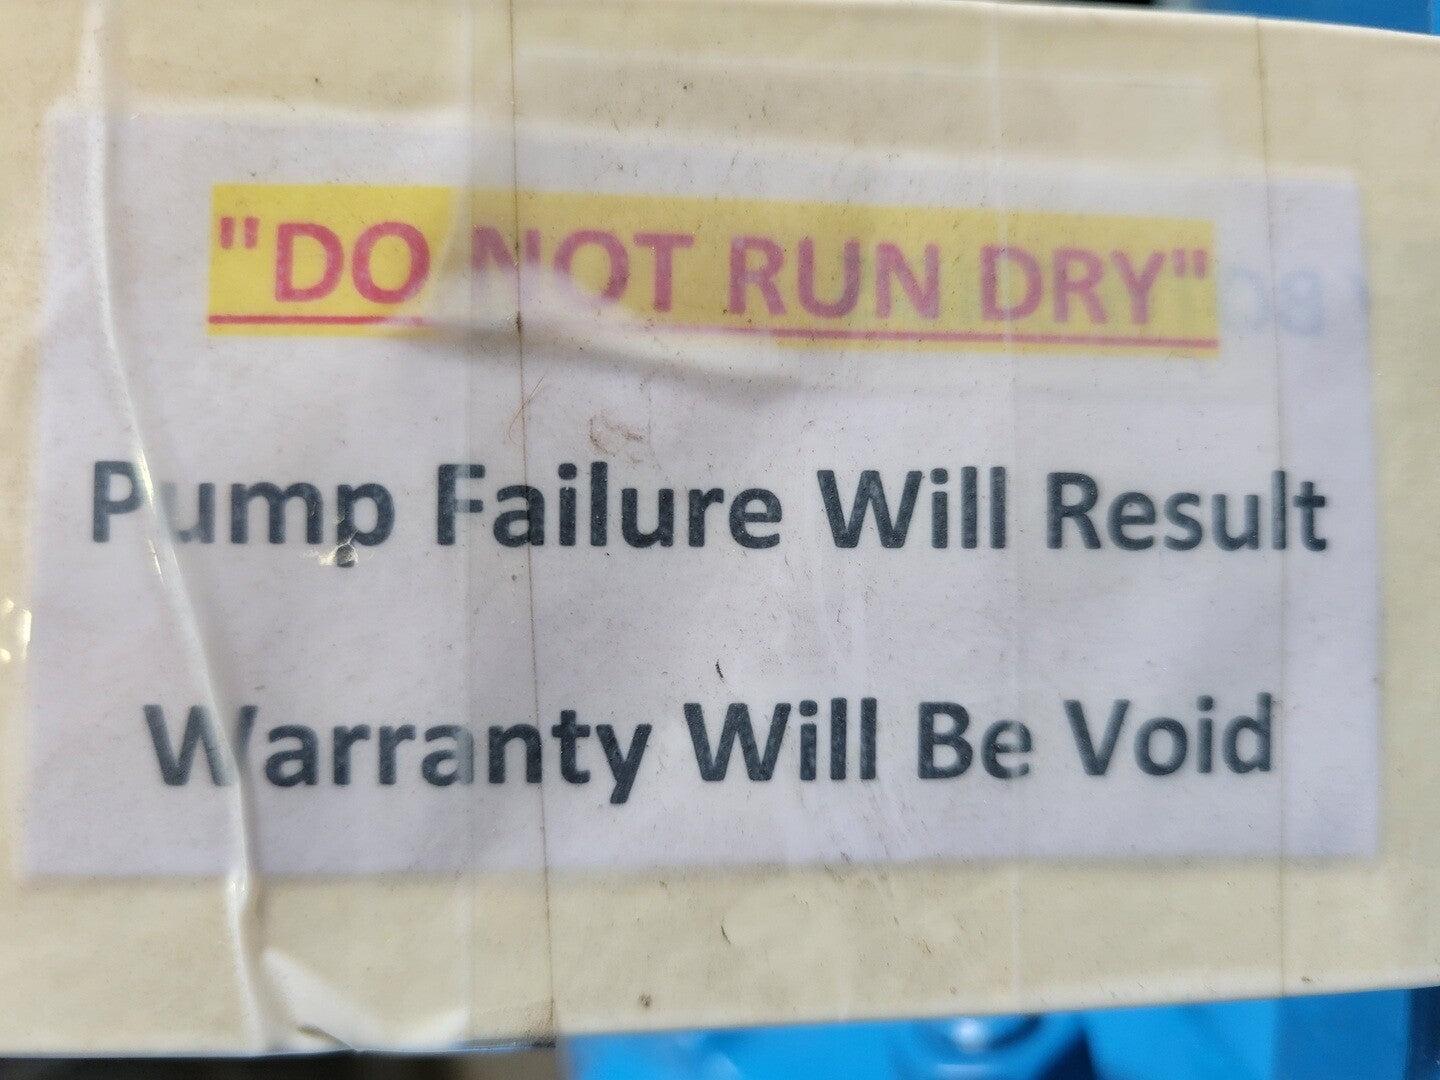 "DO NOT RUN DRY"
Pump Failure Will Result
Warranty Will Be Void